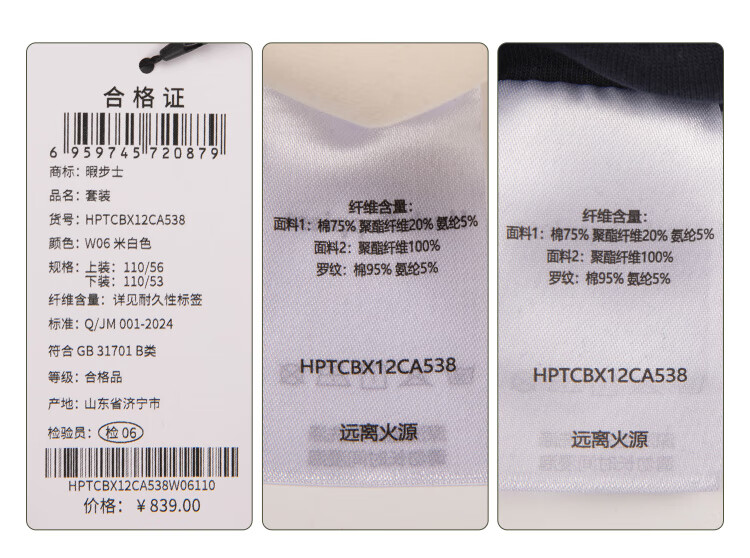 合格证
6 959745 720879
商标：暇步士
品名：套装
货号：HPTCBX12CA538
颜色：W06 米白色
规格：上装：110/56
下装：110/53
纤维含量：详见耐久性标签
标准：Q/JM 001-2024
符合 GB 31701 B类
等级：合格品
产地：山东省济宁市
检验员：检 06
HPTCBX12CA538W06110
价格：￥839.00
纤维含量：
面料1：棉75% 聚酯纤维20% 氨纶5%
面料2：聚酯纤维100%
罗纹：棉95% 氨纶5%
HPTCBX12CA538
远离火源
纤维含量：
面料1：棉75% 聚酯纤维20% 氨纶5%
面料2：聚酯纤维100%
罗纹：棉95% 氨纶5%
HPTCBX12CA538
远离火源